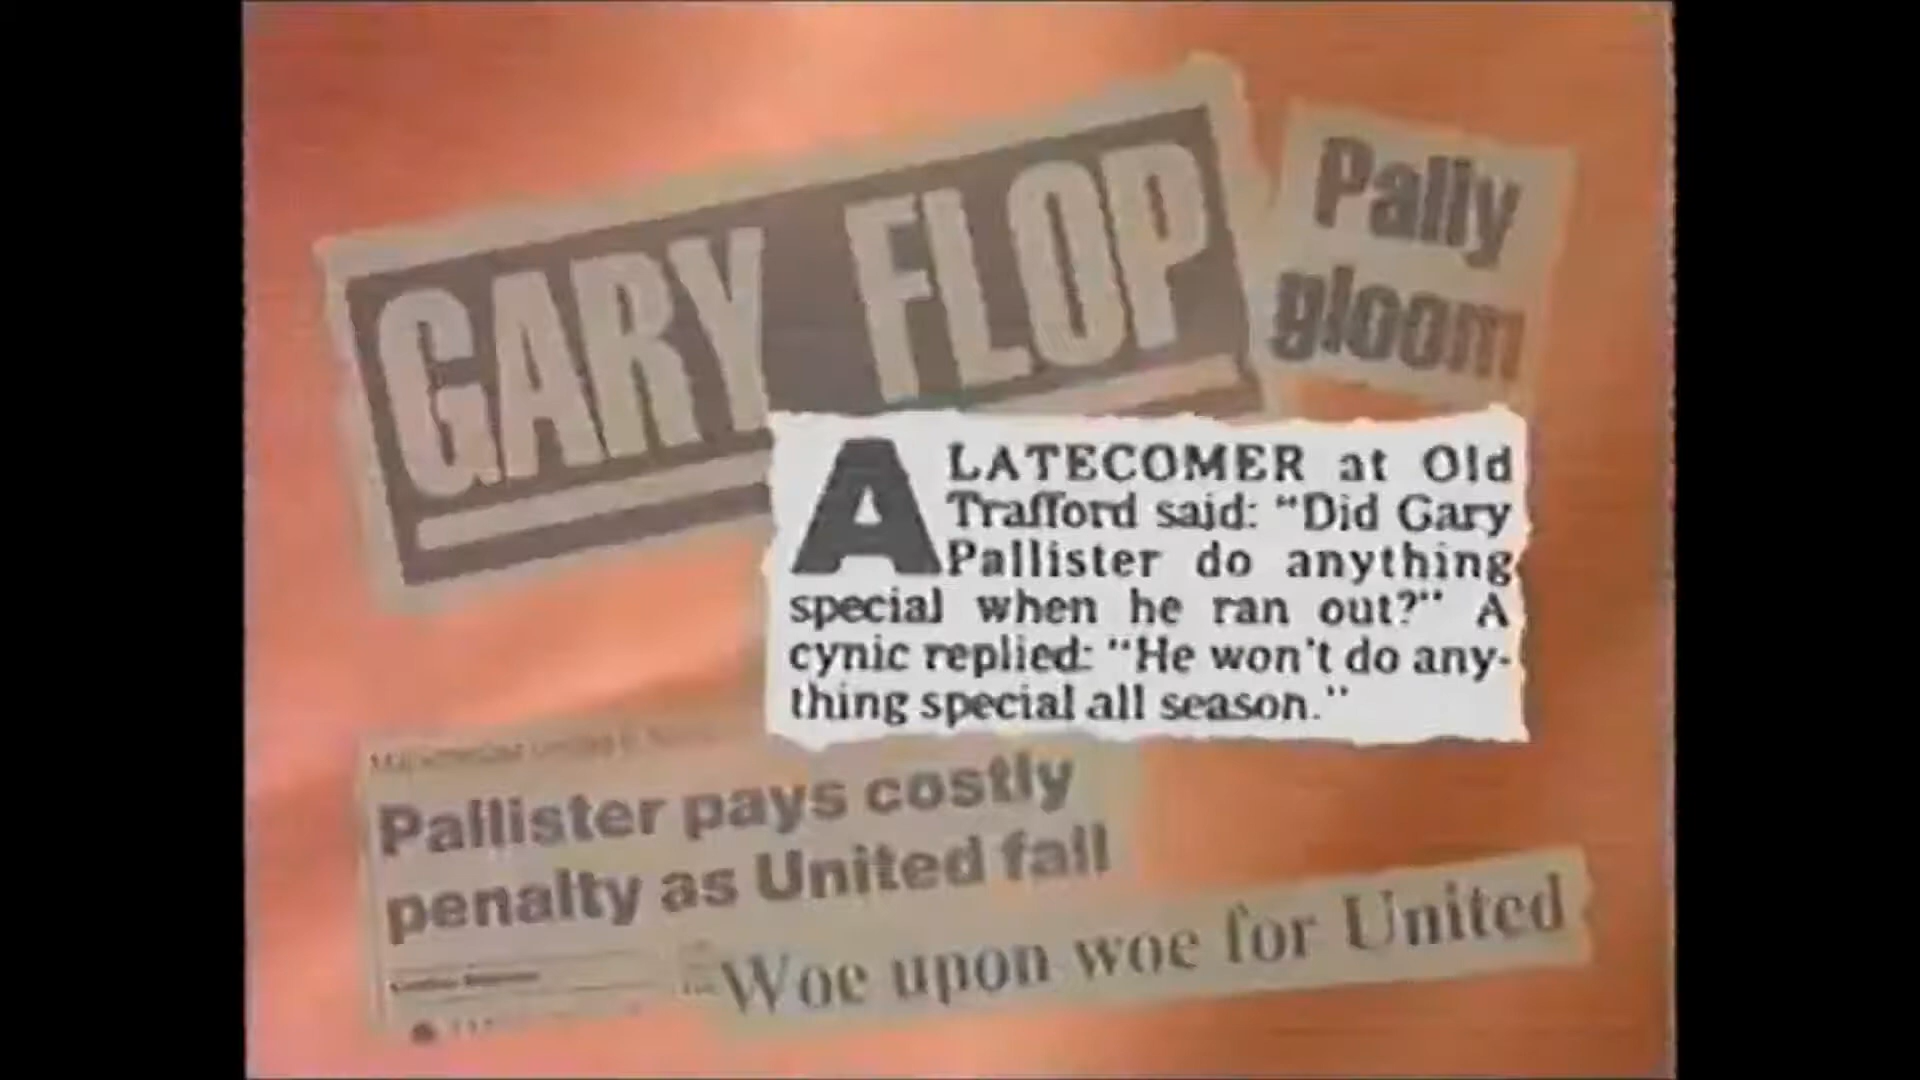 GARY FLOP
Pally
gloom
A LATECOMER at Old
Trafford said: "Did Gary
Pallister do anything
special when he ran out?" A
cynic replied: "He won't do any-
thing special all season."
Pallister pays costly
penalty as United fall
Woe upon woe for United